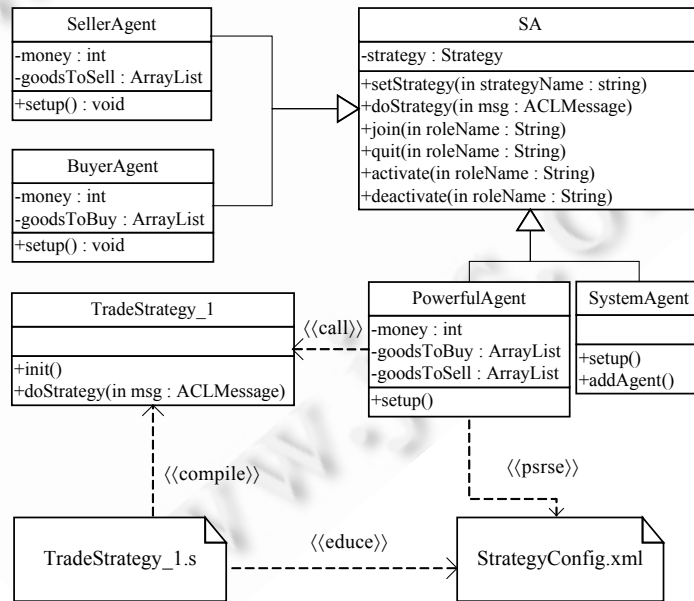 SellerAgent
-money : int
-goodsToSell : ArrayList
+setup() : void
SA
-strategy : Strategy
+setStrategy(in strategyName : string)
+doStrategy(in msg : ACLMessage)
+join(in roleName : String)
+quit(in roleName : String)
+activate(in roleName : String)
+deactivate(in roleName : String)
BuyerAgent
-money : int
-goodsToBuy : ArrayList
+setup() : void
TradeStrategy_1
+init()
+doStrategy(in msg : ACLMessage)
⟨⟨call⟩⟩
PowerfulAgent
-money : int
-goodsToBuy : ArrayList
-goodsToSell : ArrayList
+setup()
SystemAgent
+setup()
+addAgent()
⟨⟨compile⟩⟩
⟨⟨psrse⟩⟩
TradeStrategy_1.s
⟨⟨educe⟩⟩
StrategyConfig.xml